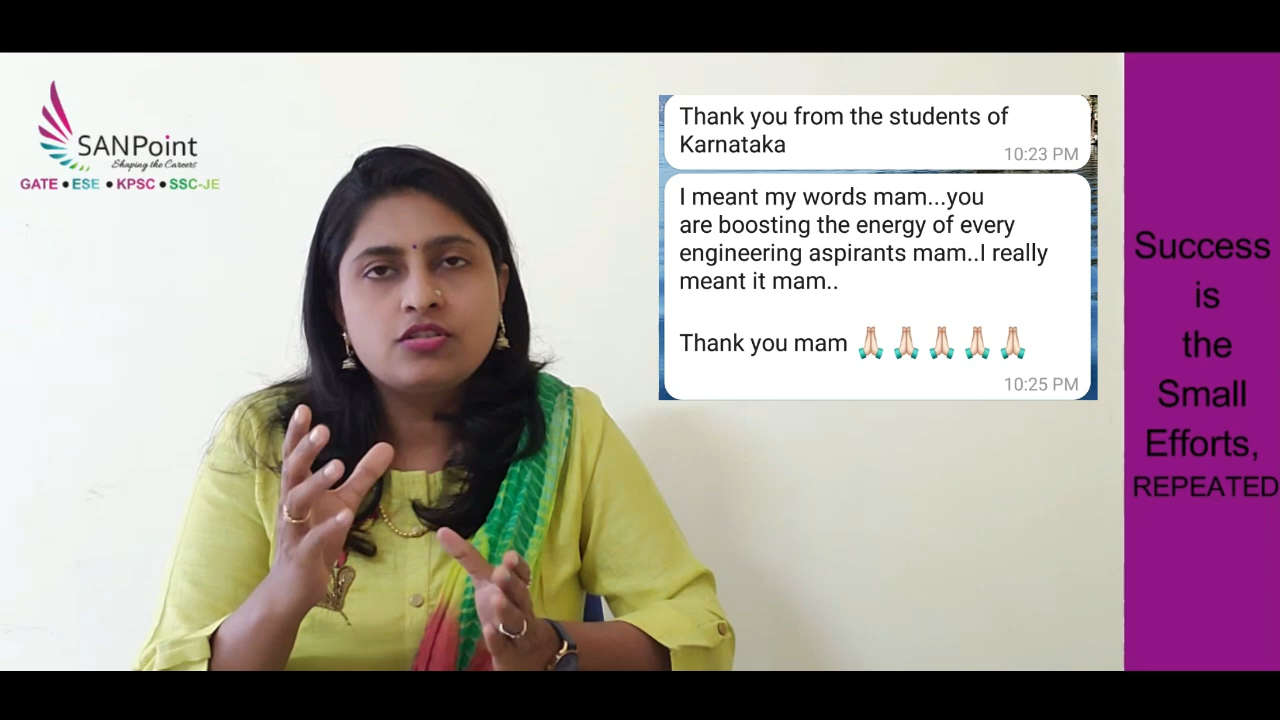 SANPoint
Shaping the Careers
GATE ● ESE ● KPSC ● SSC-JE
Thank you from the students of
Karnataka
10:23 PM
I meant my words mam...you
are boosting the energy of every
engineering aspirants mam..I really
meant it mam..
Thank you mam 🙏🏻🙏🏻🙏🏻🙏🏻🙏🏻
10:25 PM
Success
is
the
Small
Efforts,
REPEATED